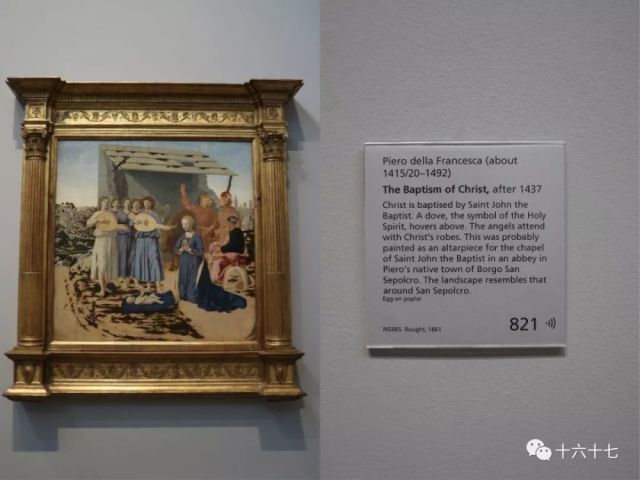 Piero della Francesca (about
1415/20–1492)
The Baptism of Christ, after 1437
Christ is baptised by Saint John the
Baptist. A dove, the symbol of the Holy
Spirit, hovers above. The angels attend
with Christ's robes. This was probably
painted as an altarpiece for the chapel
of Saint John the Baptist in an abbey in
Piero's native town of Borgo San
Sepolcro. The landscape resembles that
around San Sepolcro.
Egg on poplar
NG665. Bought, 1861
821
十六十七